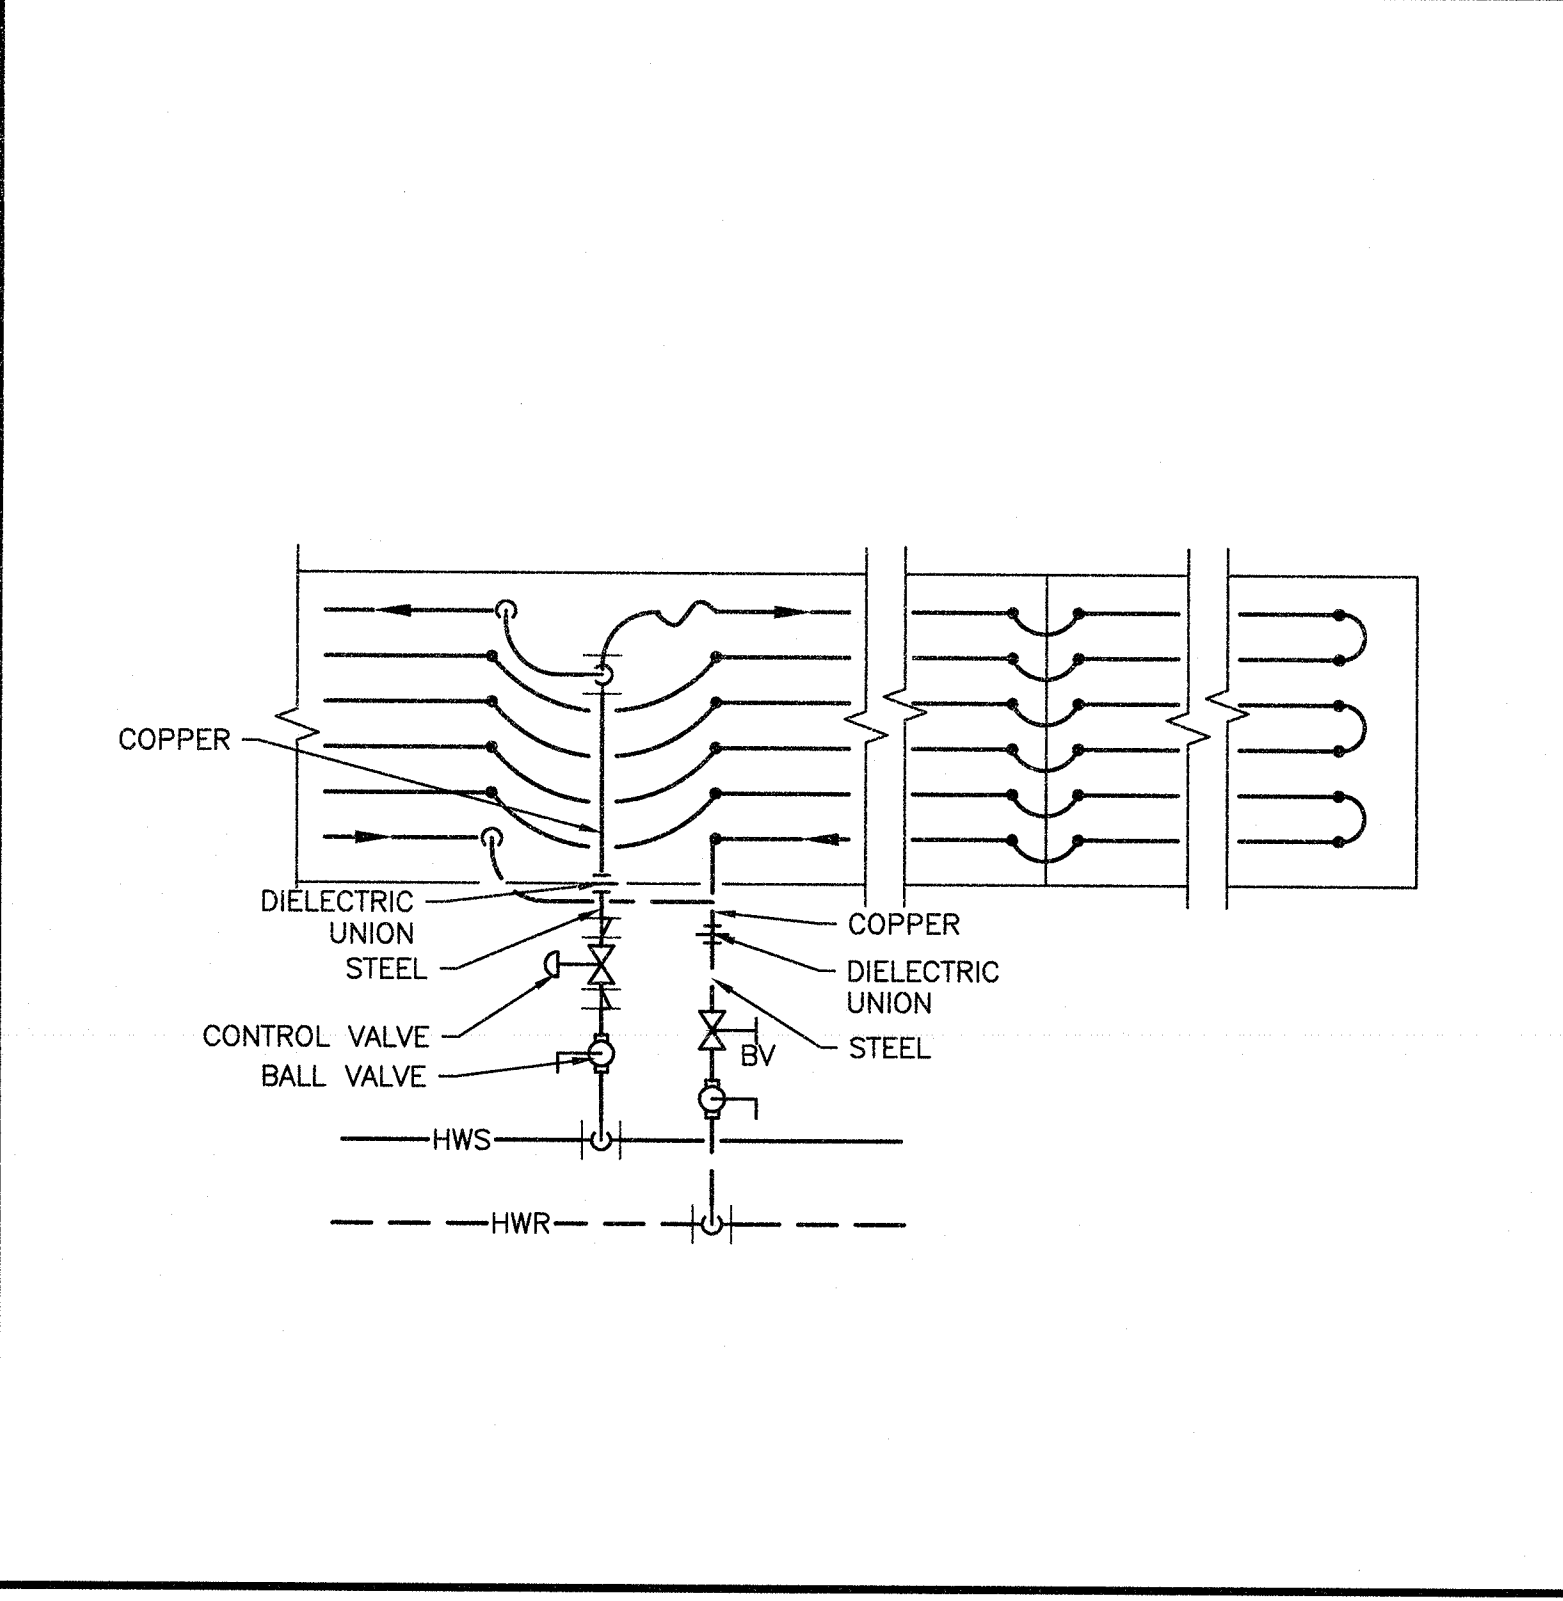 COPPER
DIELECTRIC
UNION
STEEL
CONTROL VALVE
BALL VALVE
COPPER
DIELECTRIC
UNION
STEEL
BV
HWS
HWR